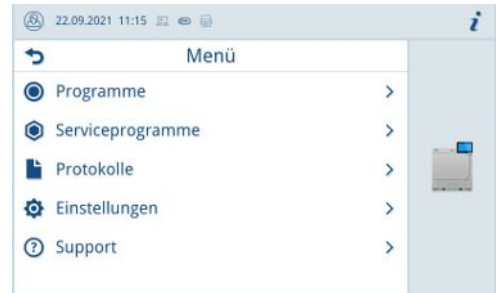 22.09.2021 11:15
i
Menü
Programme
Serviceprogramme
Protokolle
Einstellungen
? Support